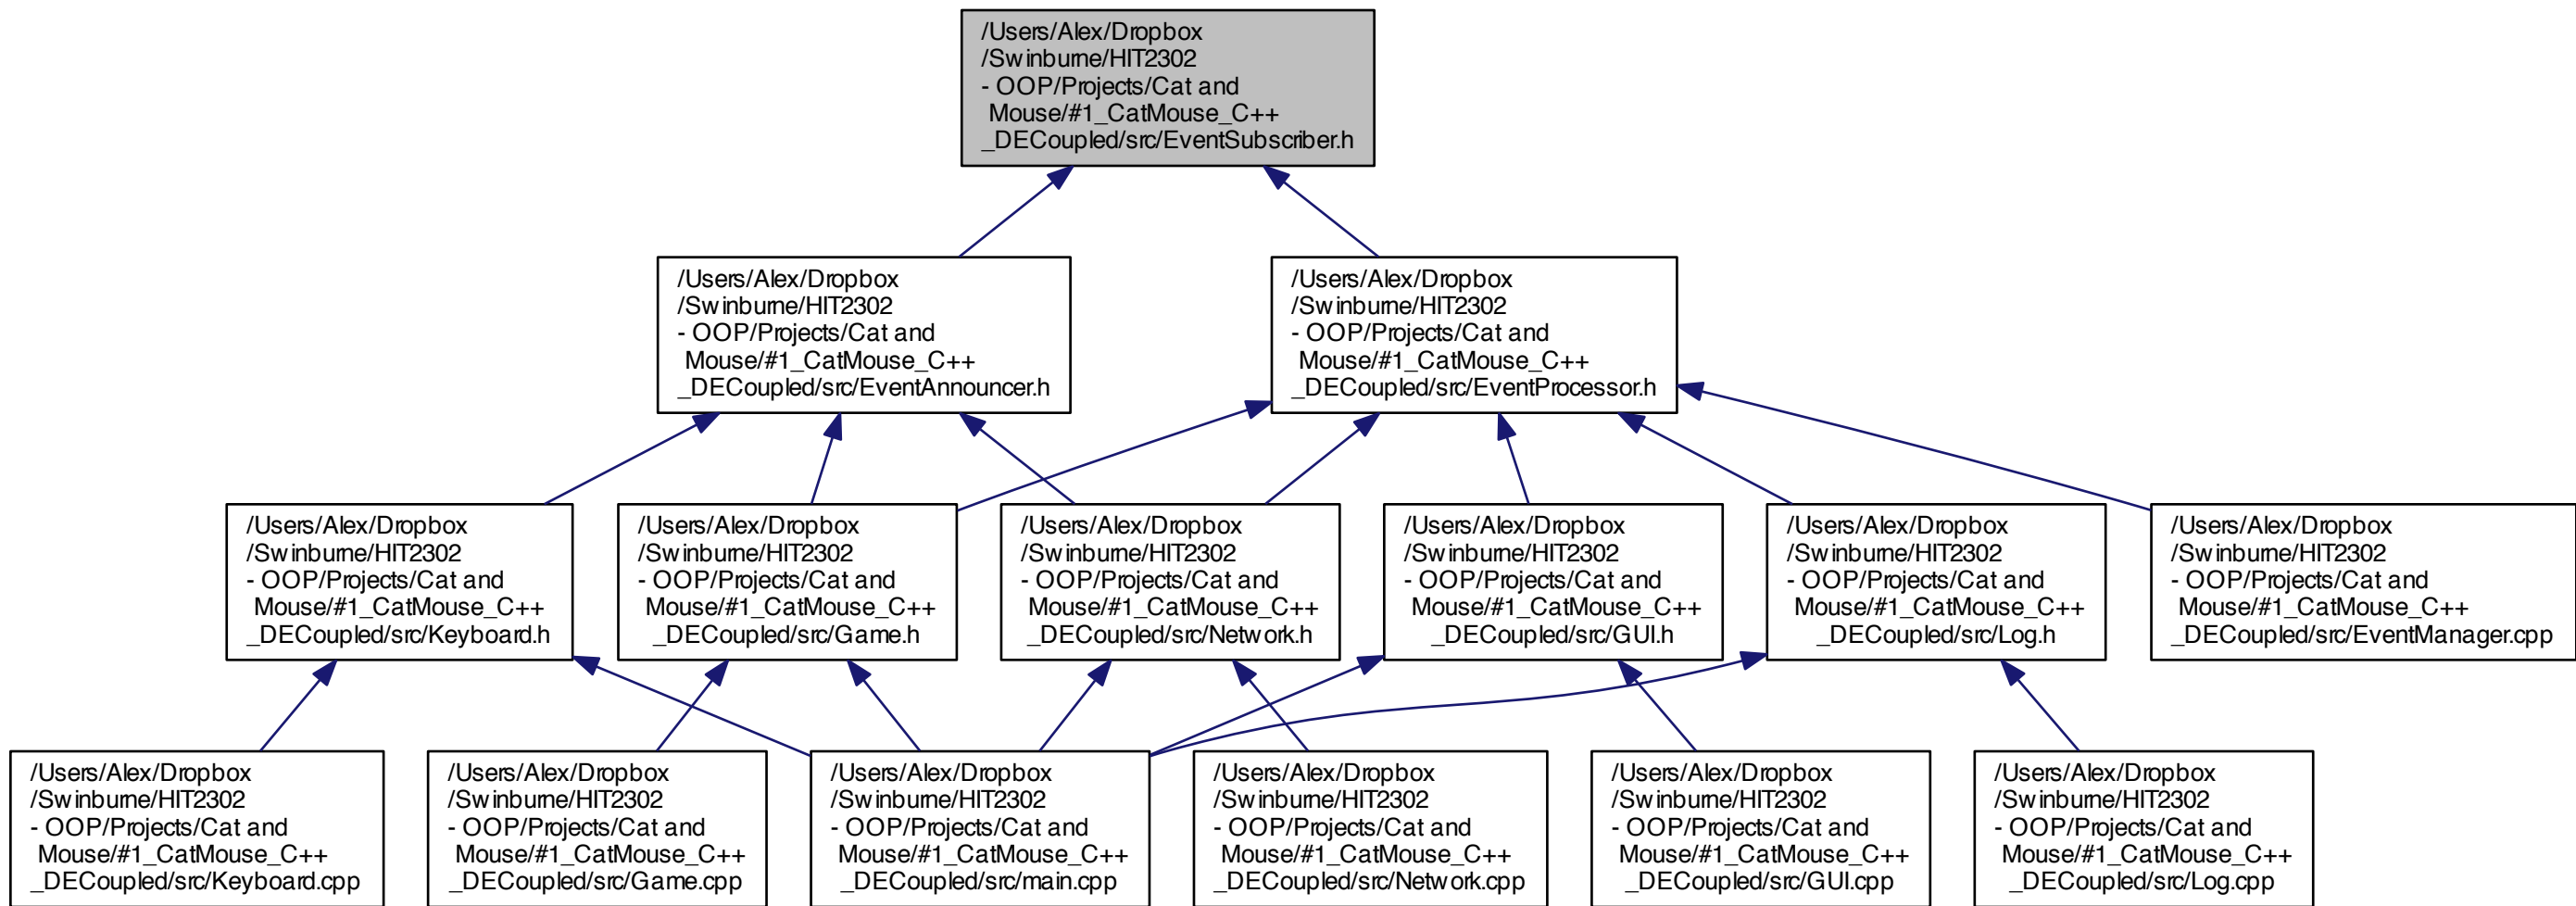 /Users/Alex/Dropbox
/Swinburne/HIT2302
- OOP/Projects/Cat and
Mouse/#1_CatMouse_C++
_DECoupled/src/EventSubscriber.h
/Users/Alex/Dropbox
/Swinburne/HIT2302
- OOP/Projects/Cat and
Mouse/#1_CatMouse_C++
_DECoupled/src/EventAnnouncer.h
/Users/Alex/Dropbox
/Swinburne/HIT2302
- OOP/Projects/Cat and
Mouse/#1_CatMouse_C++
_DECoupled/src/EventProcessor.h
/Users/Alex/Dropbox
/Swinburne/HIT2302
- OOP/Projects/Cat and
Mouse/#1_CatMouse_C++
_DECoupled/src/Keyboard.h
/Users/Alex/Dropbox
/Swinburne/HIT2302
- OOP/Projects/Cat and
Mouse/#1_CatMouse_C++
_DECoupled/src/Game.h
/Users/Alex/Dropbox
/Swinburne/HIT2302
- OOP/Projects/Cat and
Mouse/#1_CatMouse_C++
_DECoupled/src/Network.h
/Users/Alex/Dropbox
/Swinburne/HIT2302
- OOP/Projects/Cat and
Mouse/#1_CatMouse_C++
_DECoupled/src/GUI.h
/Users/Alex/Dropbox
/Swinburne/HIT2302
- OOP/Projects/Cat and
Mouse/#1_CatMouse_C++
_DECoupled/src/Log.h
/Users/Alex/Dropbox
/Swinburne/HIT2302
- OOP/Projects/Cat and
Mouse/#1_CatMouse_C++
_DECoupled/src/EventManager.cpp
/Users/Alex/Dropbox
/Swinburne/HIT2302
- OOP/Projects/Cat and
Mouse/#1_CatMouse_C++
_DECoupled/src/Keyboard.cpp
/Users/Alex/Dropbox
/Swinburne/HIT2302
- OOP/Projects/Cat and
Mouse/#1_CatMouse_C++
_DECoupled/src/Game.cpp
/Users/Alex/Dropbox
/Swinburne/HIT2302
- OOP/Projects/Cat and
Mouse/#1_CatMouse_C++
_DECoupled/src/main.cpp
/Users/Alex/Dropbox
/Swinburne/HIT2302
- OOP/Projects/Cat and
Mouse/#1_CatMouse_C++
_DECoupled/src/Network.cpp
/Users/Alex/Dropbox
/Swinburne/HIT2302
- OOP/Projects/Cat and
Mouse/#1_CatMouse_C++
_DECoupled/src/GUI.cpp
/Users/Alex/Dropbox
/Swinburne/HIT2302
- OOP/Projects/Cat and
Mouse/#1_CatMouse_C++
_DECoupled/src/Log.cpp